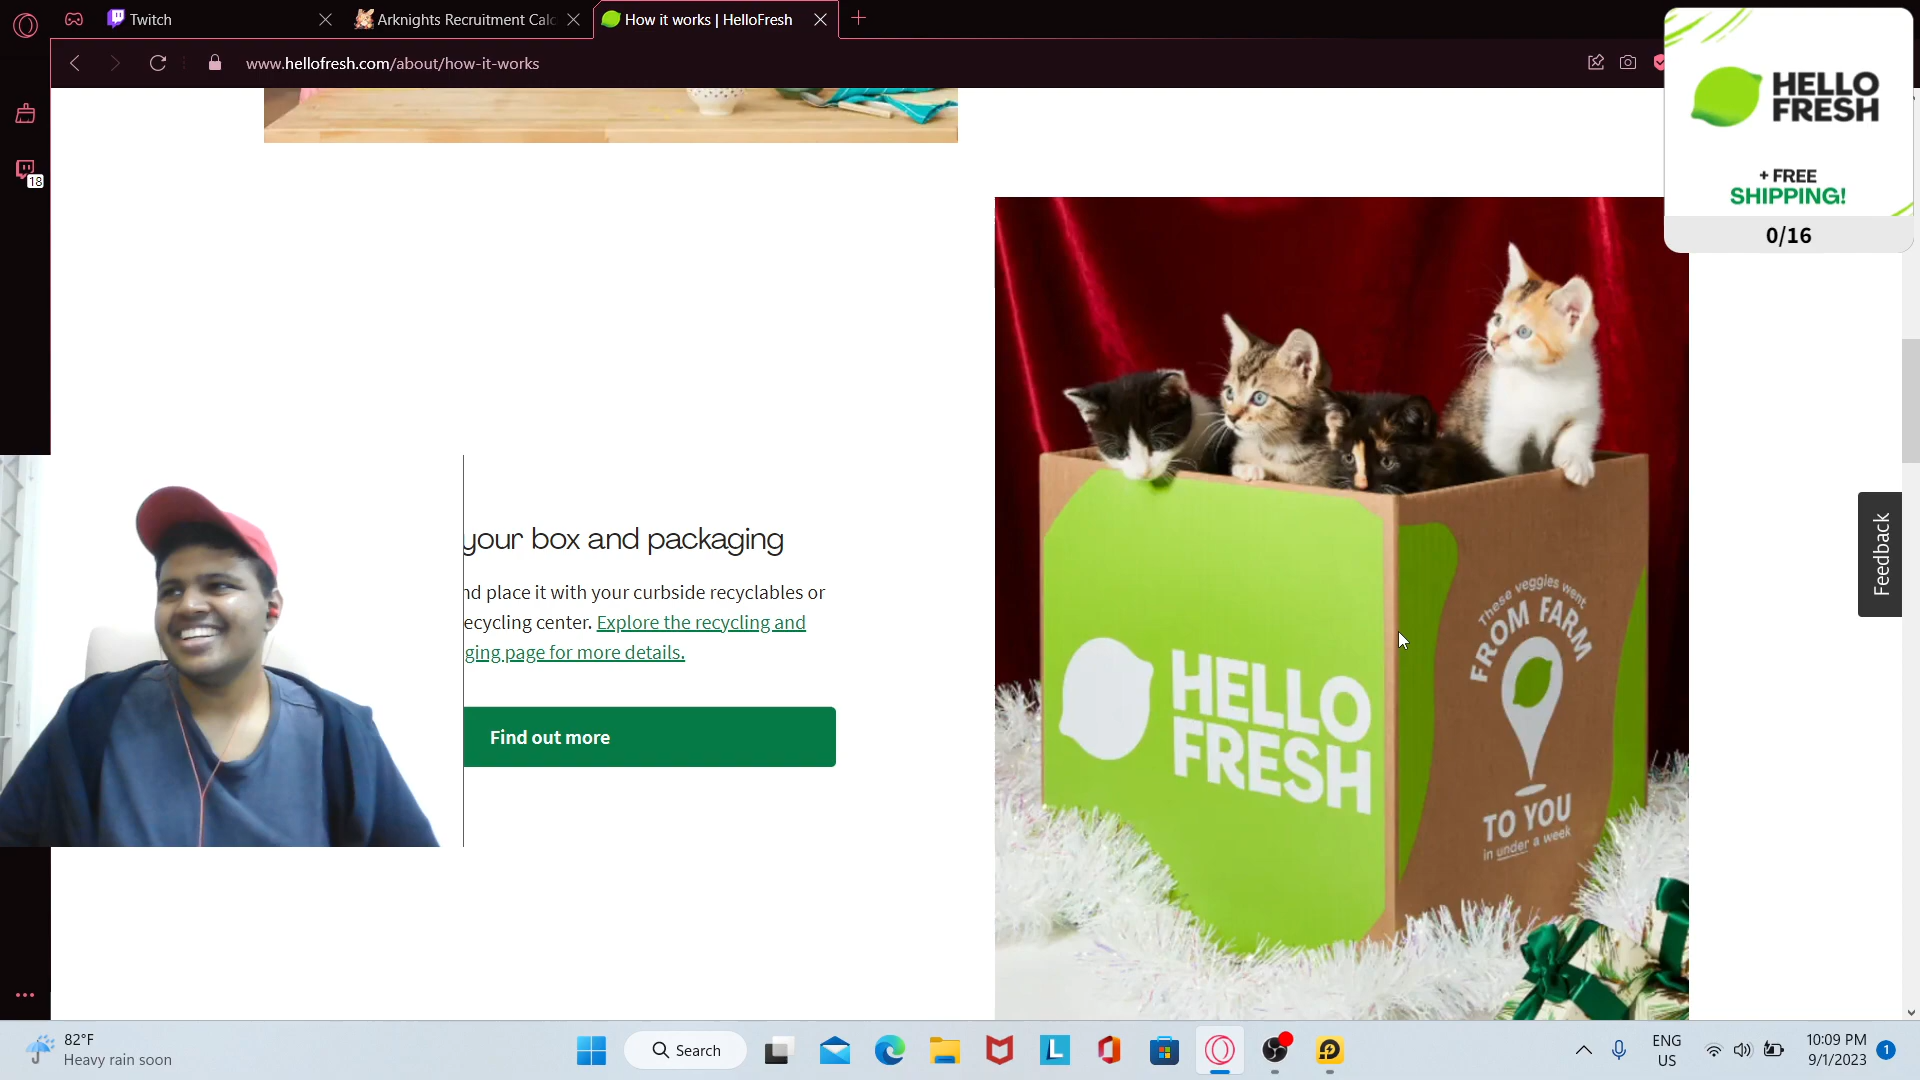 Twitch
Arknights Recruitment Calc
How it works | HelloFresh
www.hellofresh.com/about/how-it-works
18
HELLO
FRESH
+ FREE
SHIPPING!
0/16
your box and packaging
nd place it with your curbside recyclables or
ecycling center. Explore the recycling and
ging page for more details.
Find out more
HELLO
FRESH
These veggies went
FROM FARM
TO YOU
in under a week
Feedback
82°F
Heavy rain soon
Search
ENG
US
10:09 PM
9/1/2023
1